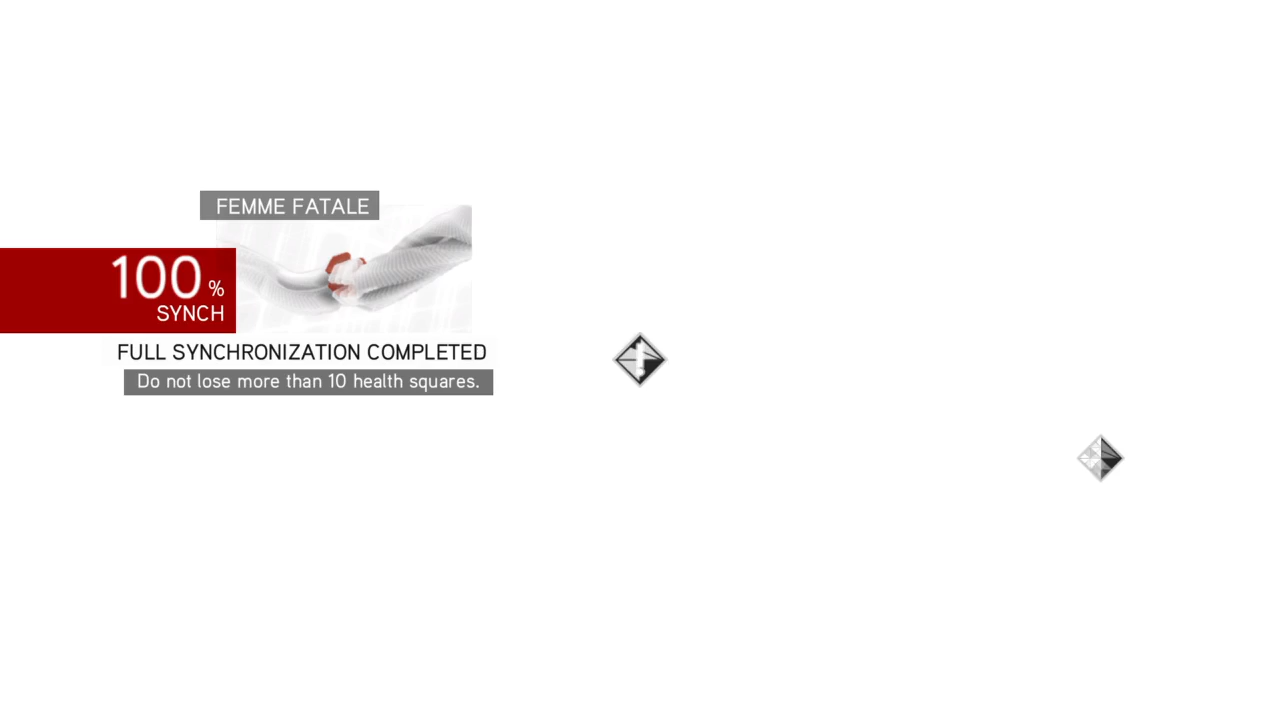 FEMME FATALE
100 %
SYNCH
FULL SYNCHRONIZATION COMPLETED
Do not lose more than 10 health squares.